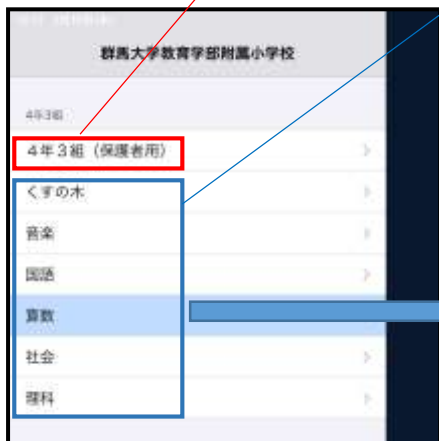 群馬大学教育学部附属小学校
4年3組
4年3組（保護者用）
くすの木
音楽
国語
算数
社会
理科